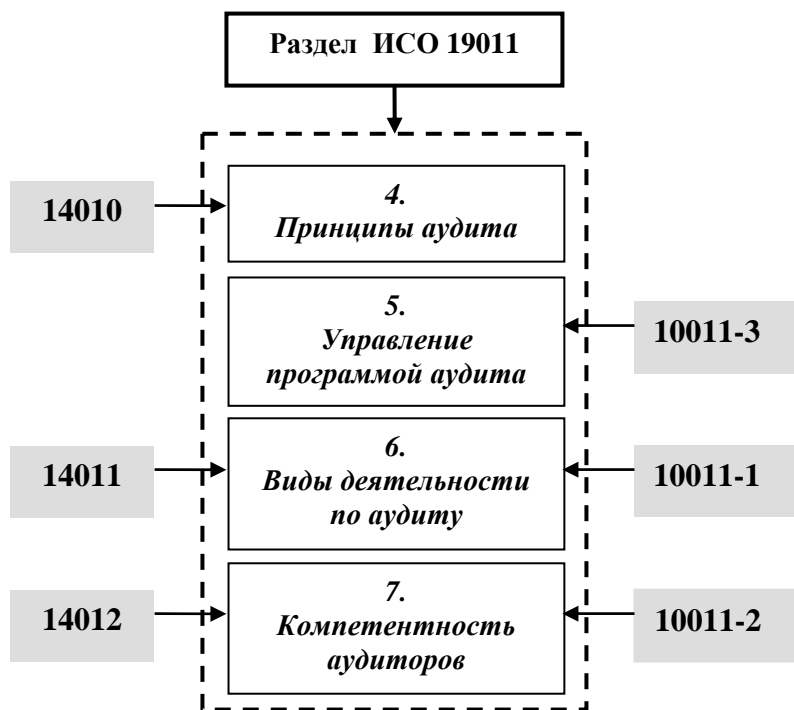 Раздел ИСО 19011
14010
4.
Принципы аудита
5.
Управление
программой аудита
10011-3
14011
6.
Виды деятельности
по аудиту
10011-1
14012
7.
Компетентность
аудиторов
10011-2